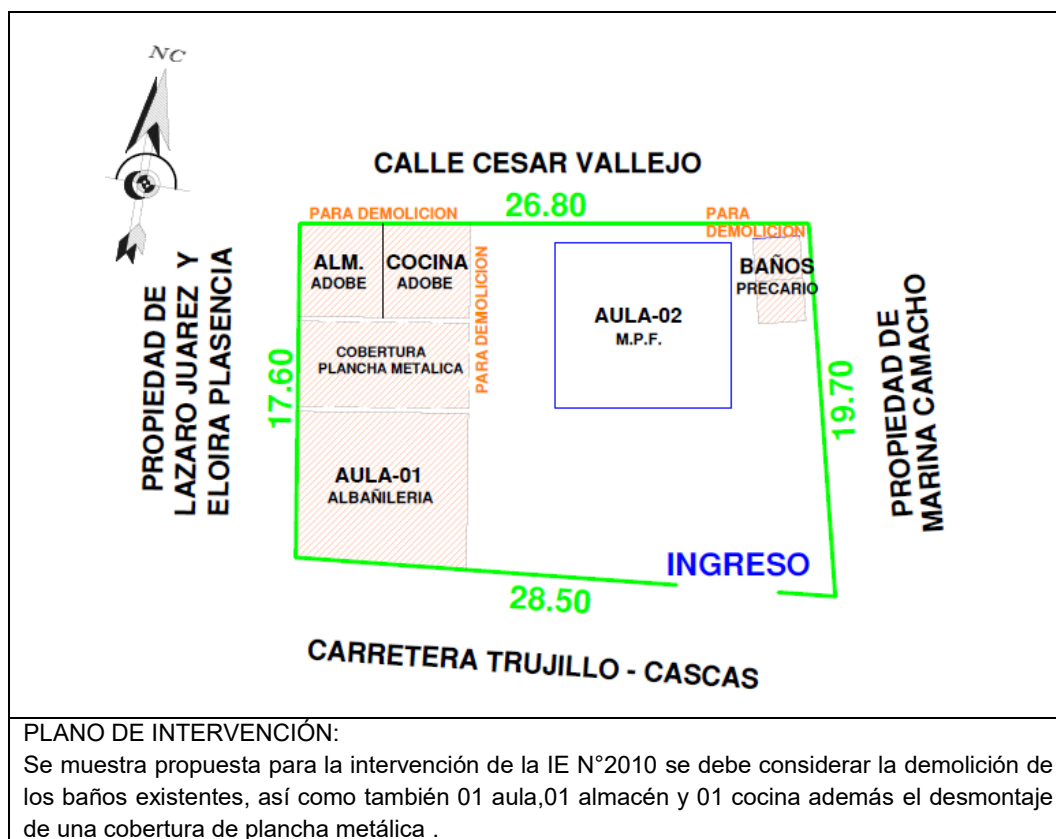 NC
CALLE CESAR VALLEJO
PARA DEMOLICION
26.80
PARA
DEMOLICION
ALM.
ADOBE
COCINA
ADOBE
PARA DEMOLICION
BAÑOS
PRECARIO
AULA-02
M.P.F.
COBERTURA
PLANCHA METALICA
PROPIEDAD DE
LAZARO JUAREZ Y
ELOIRA PLASENCIA
17.60
19.70
PROPIEDAD DE
MARINA CAMACHO
AULA-01
ALBAÑILERIA
INGRESO
28.50
CARRETERA TRUJILLO - CASCAS
PLANO DE INTERVENCIÓN:
Se muestra propuesta para la intervención de la IE N°2010 se debe considerar la demolición de
los baños existentes, así como también 01 aula,01 almacén y 01 cocina además el desmontaje
de una cobertura de plancha metálica .